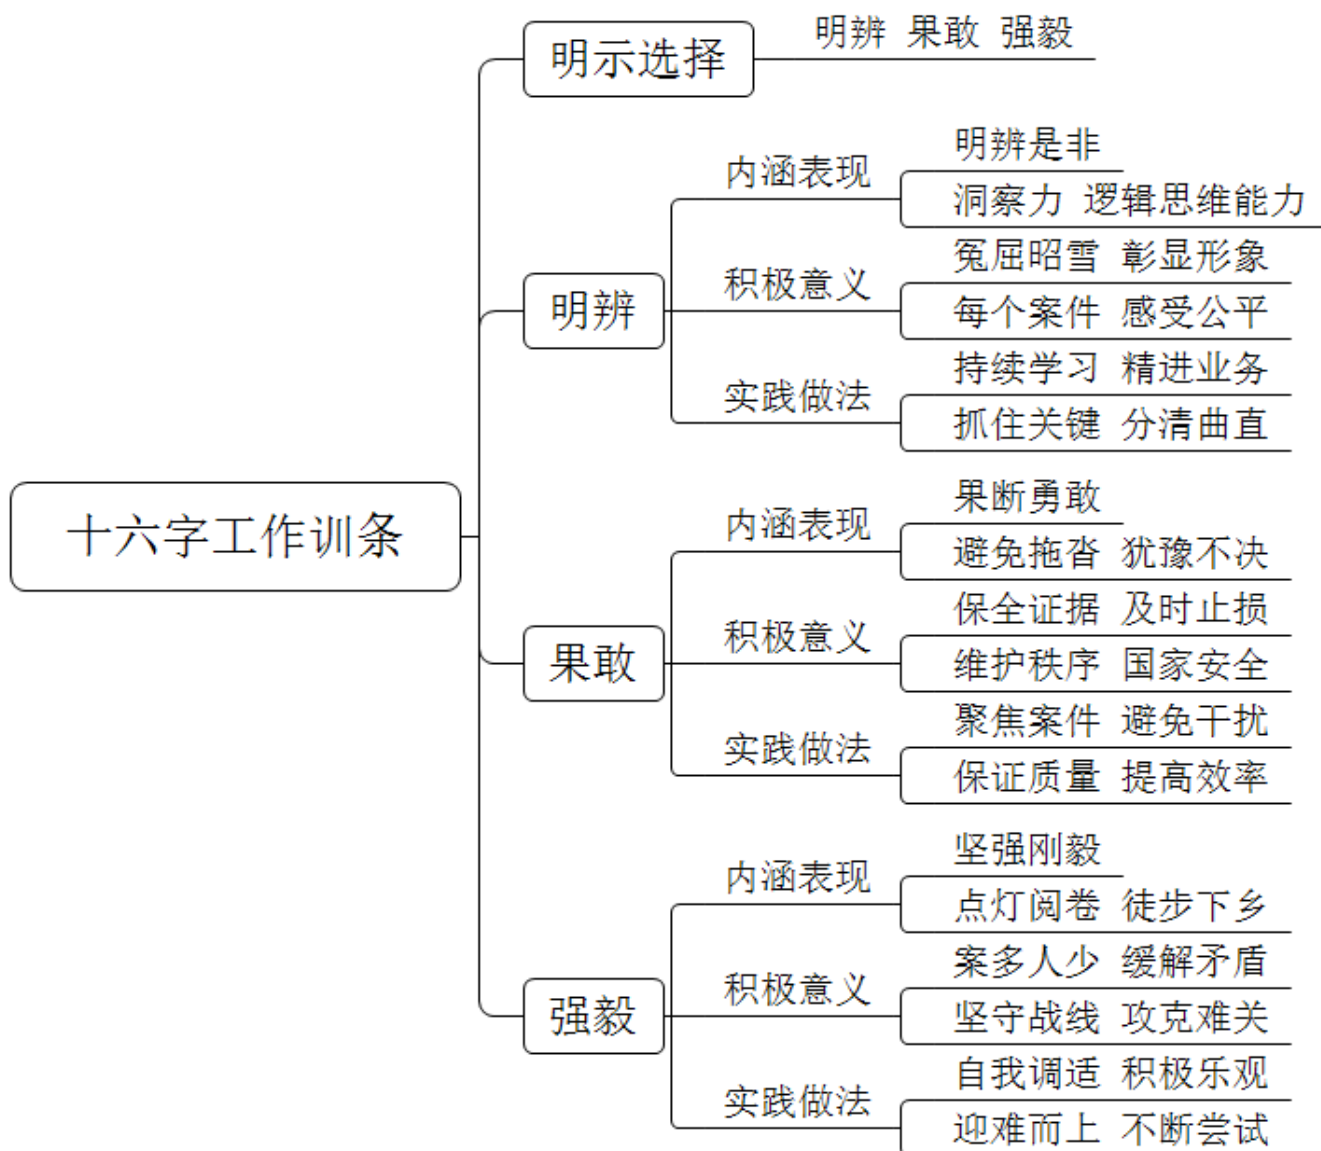 明示选择
明辨 果敢 强毅
十六字工作训条
明辨
内涵表现
明辨是非
洞察力 逻辑思维能力
积极意义
冤屈昭雪 彰显形象
每个案件 感受公平
实践做法
持续学习 精进业务
抓住关键 分清曲直
果敢
内涵表现
果断勇敢
避免拖沓 犹豫不决
积极意义
保全证据 及时止损
维护秩序 国家安全
实践做法
聚焦案件 避免干扰
保证质量 提高效率
强毅
内涵表现
坚强刚毅
点灯阅卷 徒步下乡
积极意义
案多人少 缓解矛盾
坚守战线 攻克难关
实践做法
自我调适 积极乐观
迎难而上 不断尝试